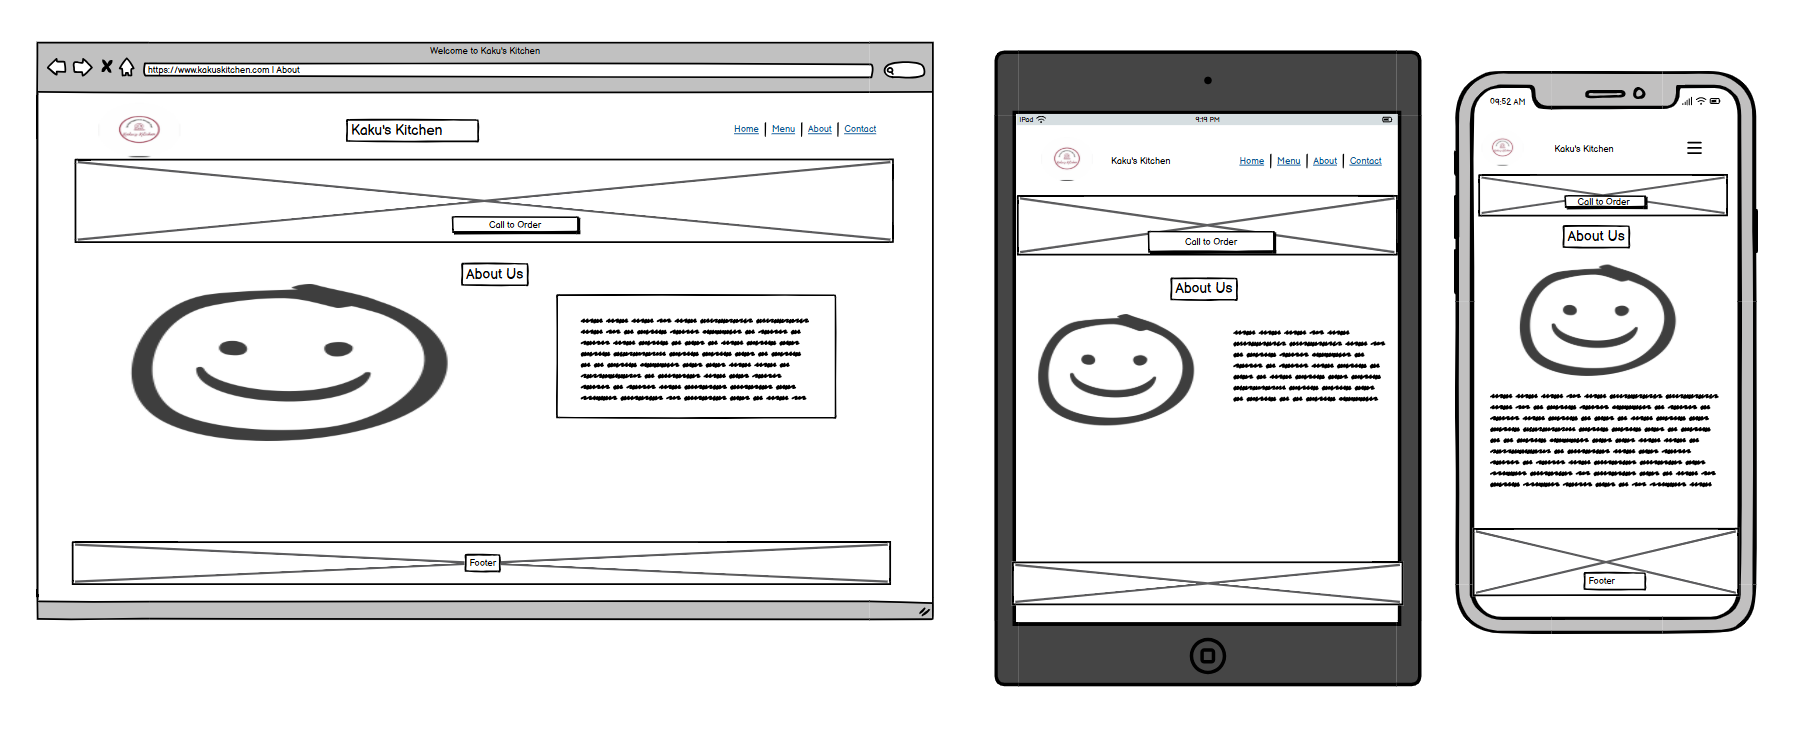 Welcome to Kaku's Kitchen
https://www.kakuskitchen.com | About
Kaku's Kitchen
Home | Menu | About | Contact
Call to Order
About Us
Footer
iPad 9:19 PM
Kaku's Kitchen
Home | Menu | About | Contact
Call to Order
About Us
09:52 AM
Kaku's Kitchen
Call to Order
About Us
Footer